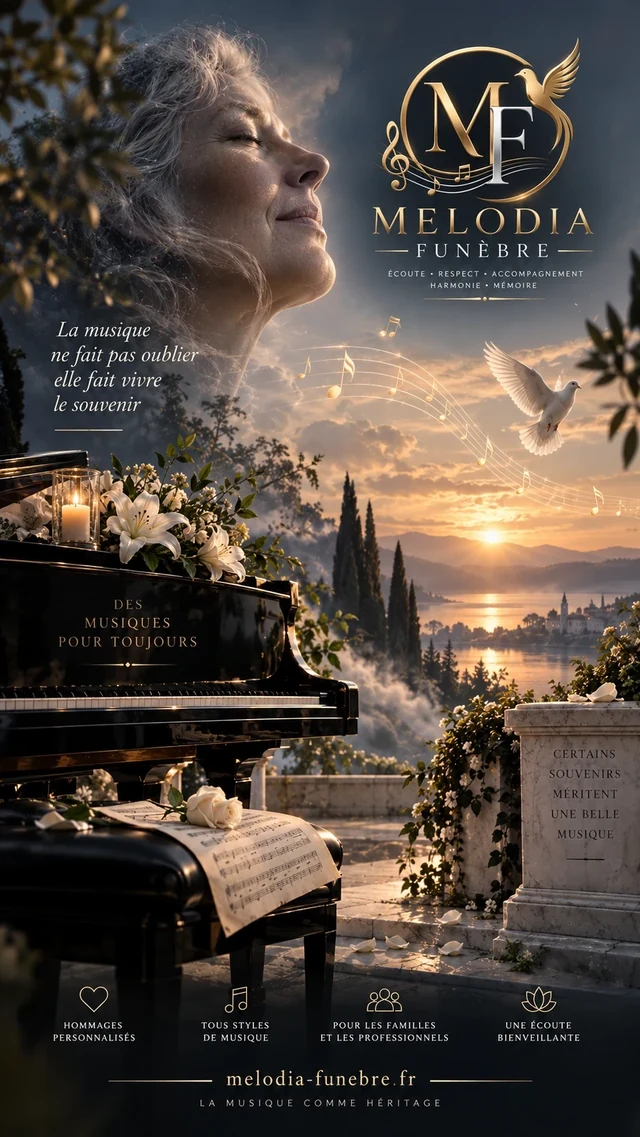 MF
MELODIA
FUNÈBRE
ÉCOUTE • RESPECT • ACCOMPAGNEMENT
HARMONIE • MÉMOIRE
La musique
ne fait pas oublier
elle fait vivre
le souvenir
DES
MUSIQUES
POUR TOUJOURS
CERTAINS
SOUVENIRS
MÉRITENT
UNE BELLE
MUSIQUE
HOMMAGES
PERSONNALISÉS
TOUS STYLES
DE MUSIQUE
POUR LES FAMILLES
ET LES PROFESSIONNELS
UNE ÉCOUTE
BIENVEILLANTE
melodia-funebre.fr
LA MUSIQUE COMME HÉRITAGE